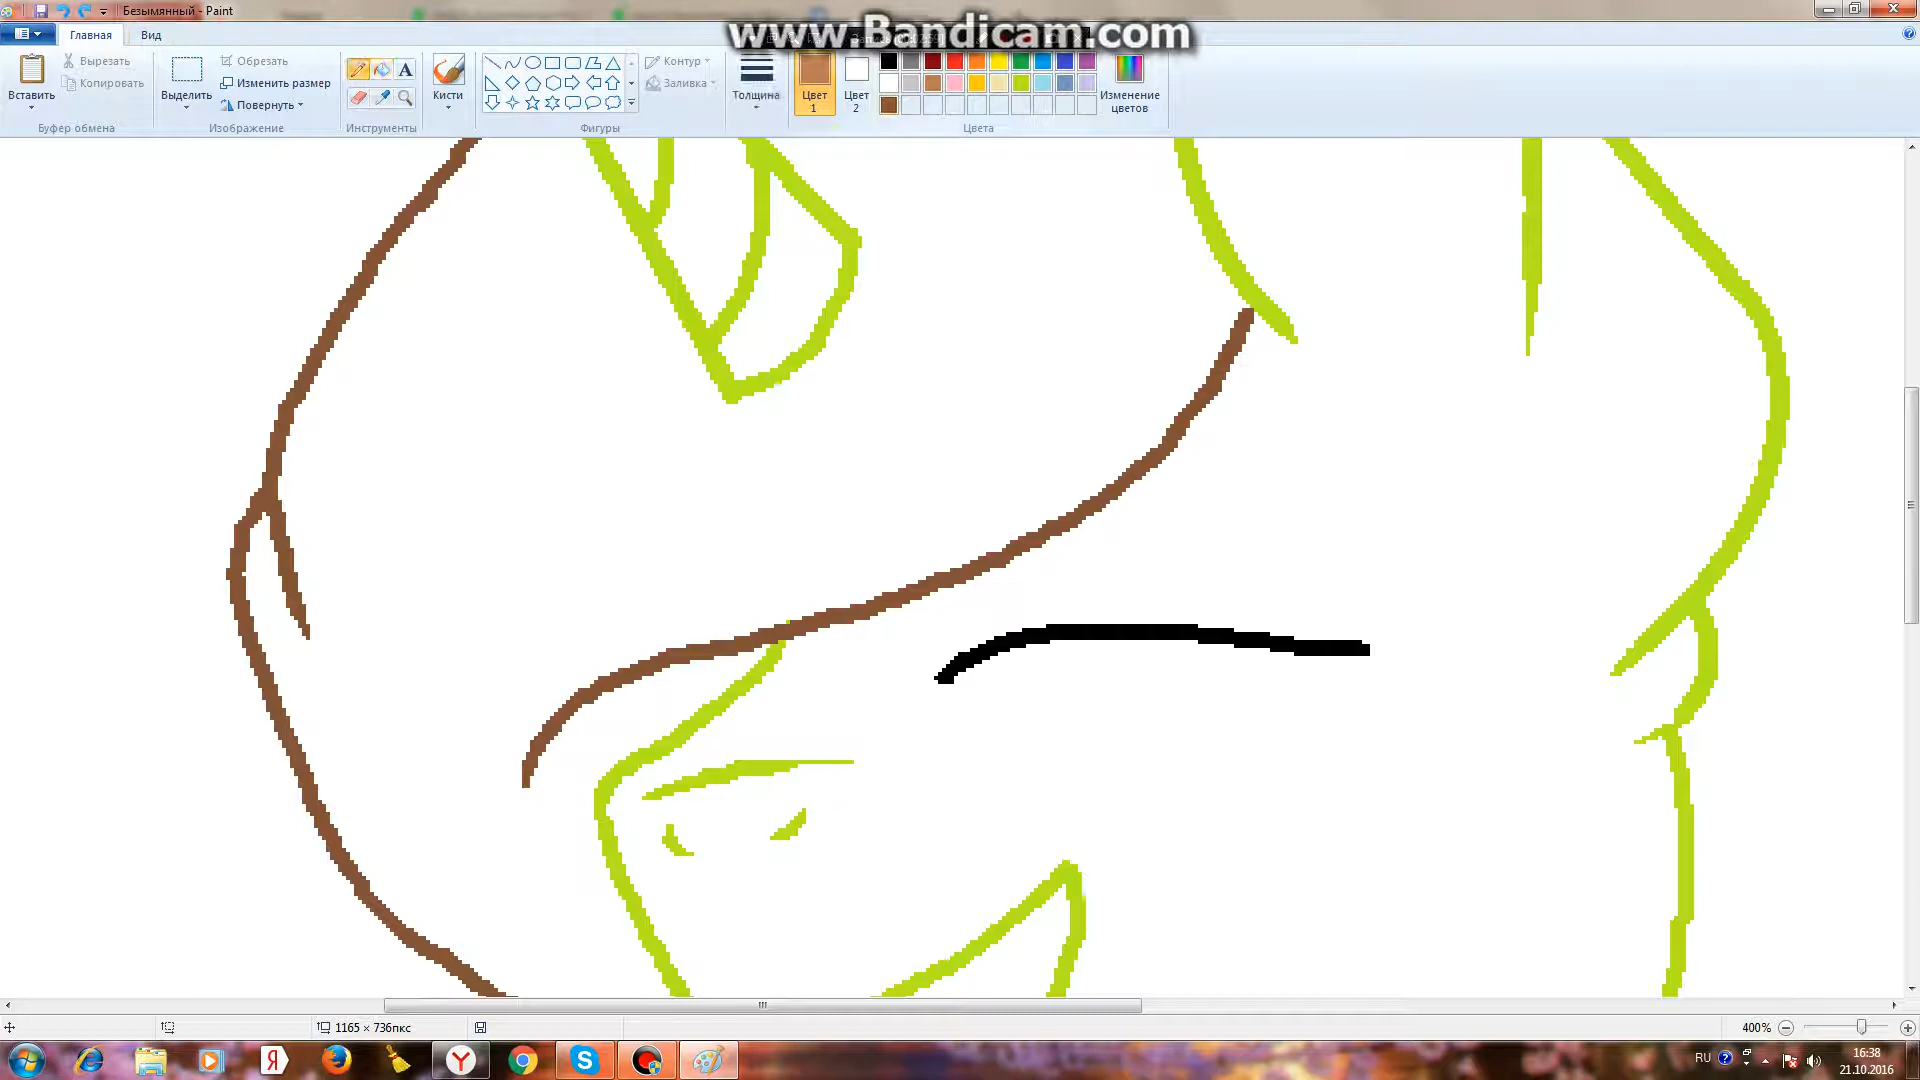 Безымянный - Paint
www.Bandicam.com
Главная
Вид
Вставить
Вырезать
Копировать
Буфер обмена
Выделить
Обрезать
Изменить размер
Повернуть
Изображение
A
Инструменты
Кисти
Контур
Заливка
Фигуры
Толщина
Цвет 1
Цвет 2
Изменение цветов
Цвета
1165 × 736пкс
400%
Я
Y
S
RU
16:38
21.10.2016